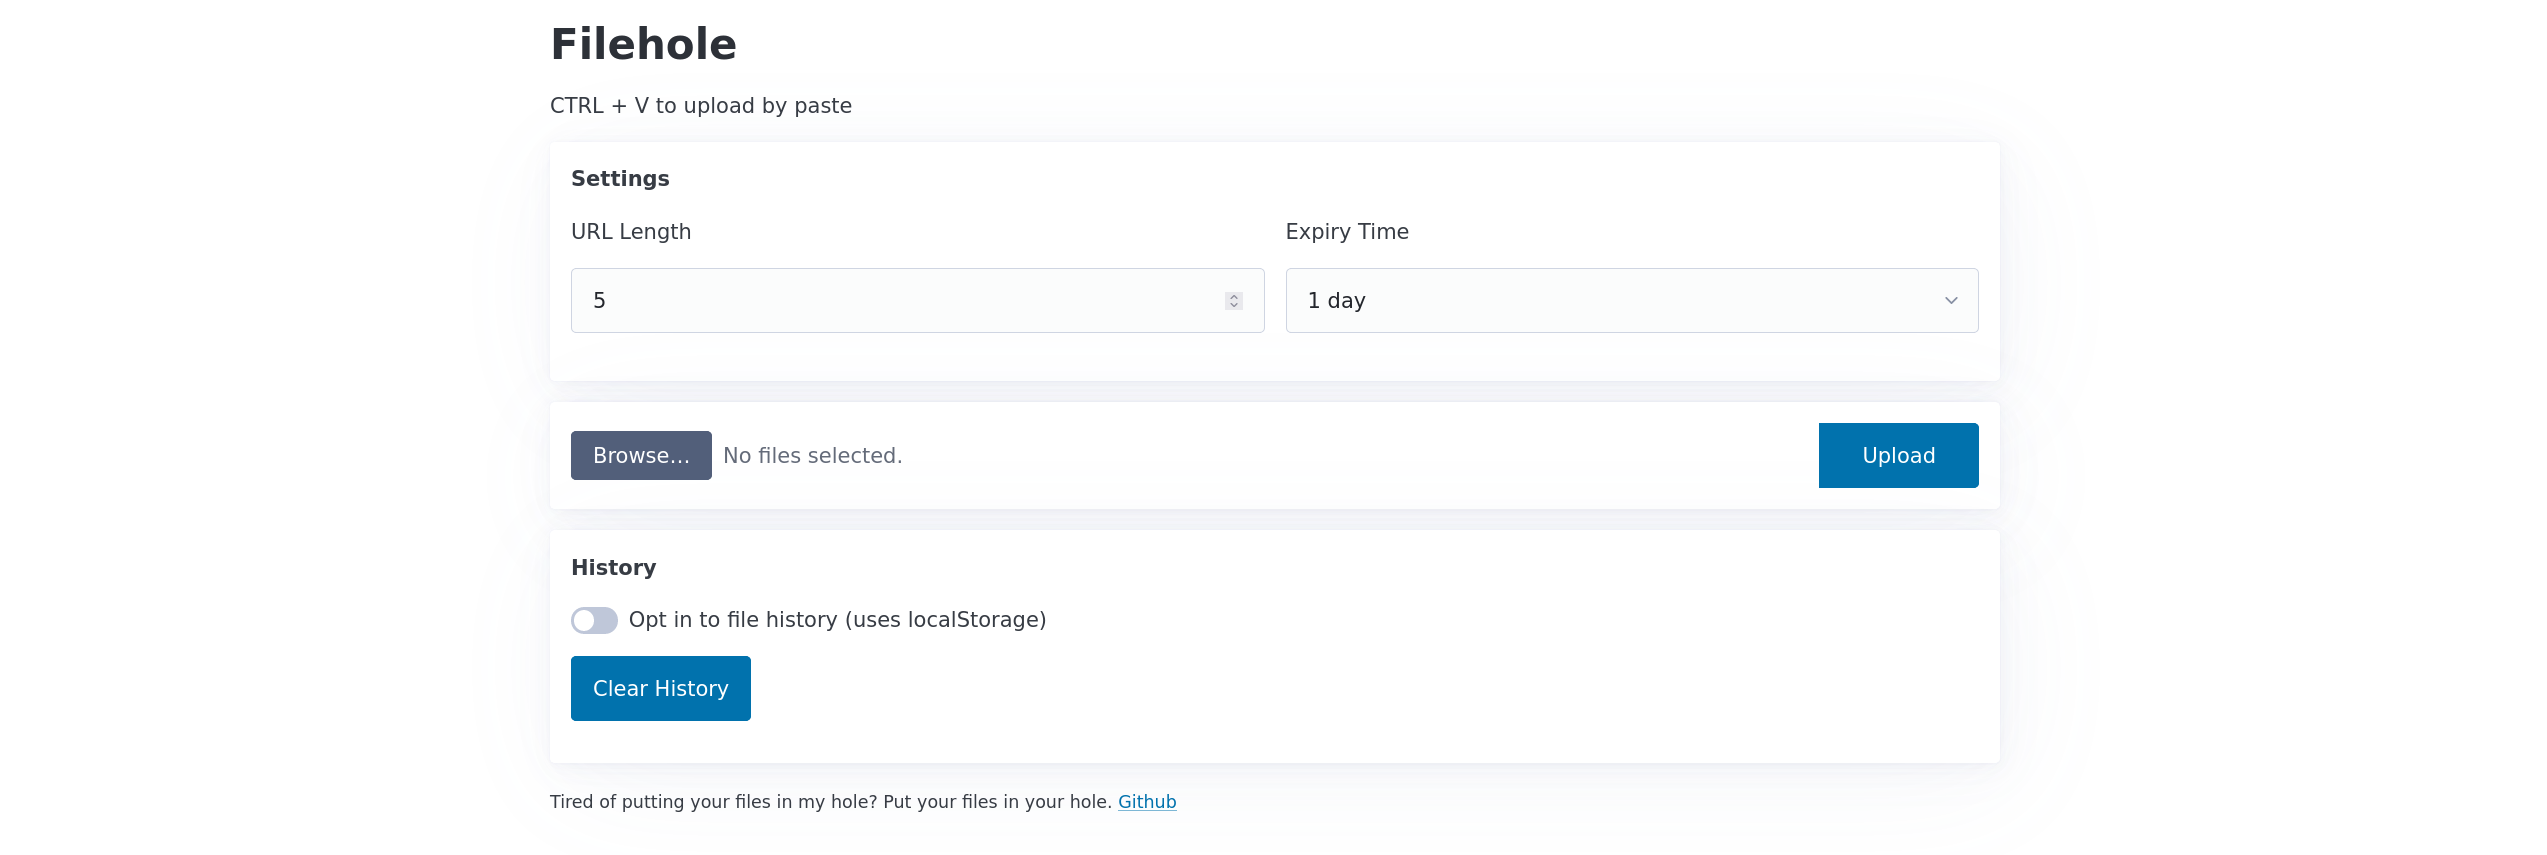 Filehole
CTRL + V to upload by paste
Settings
URL Length
Expiry Time
5
1 day
Browse...
No files selected.
Upload
History
Opt in to file history (uses localStorage)
Clear History
Tired of putting your files in my hole? Put your files in your hole. Github